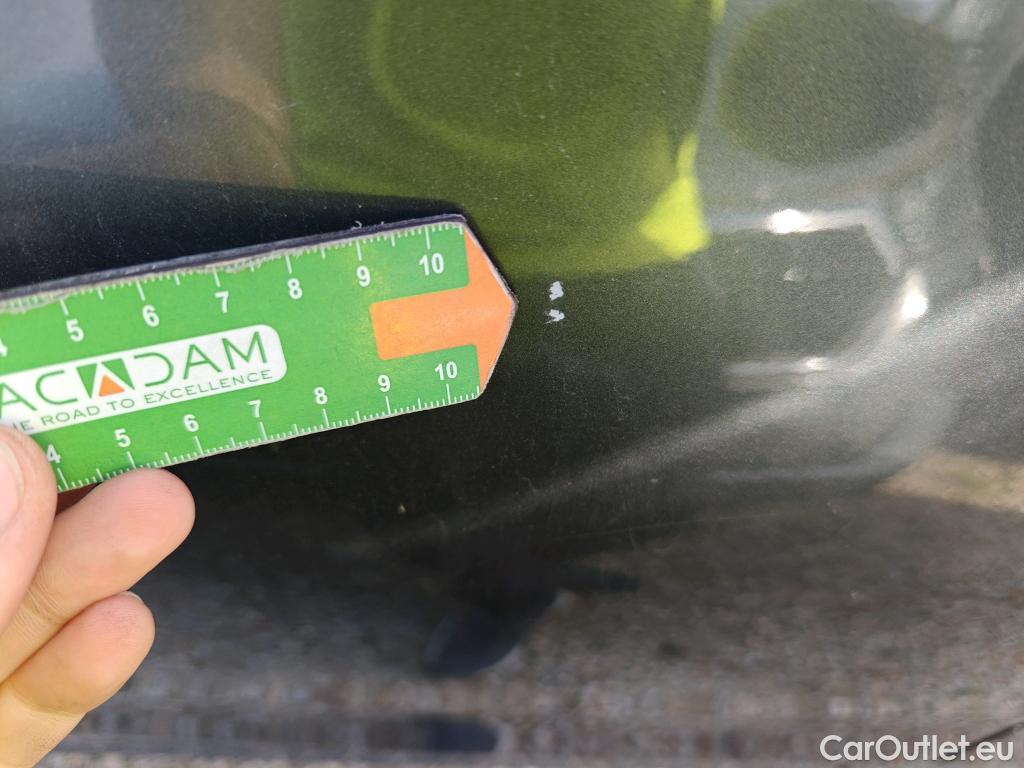 4 5 6 7 8 9 10
ACADAM
HE ROAD TO EXCELLENCE
4 5 6 7 8 9 10
CarOutlet.eu